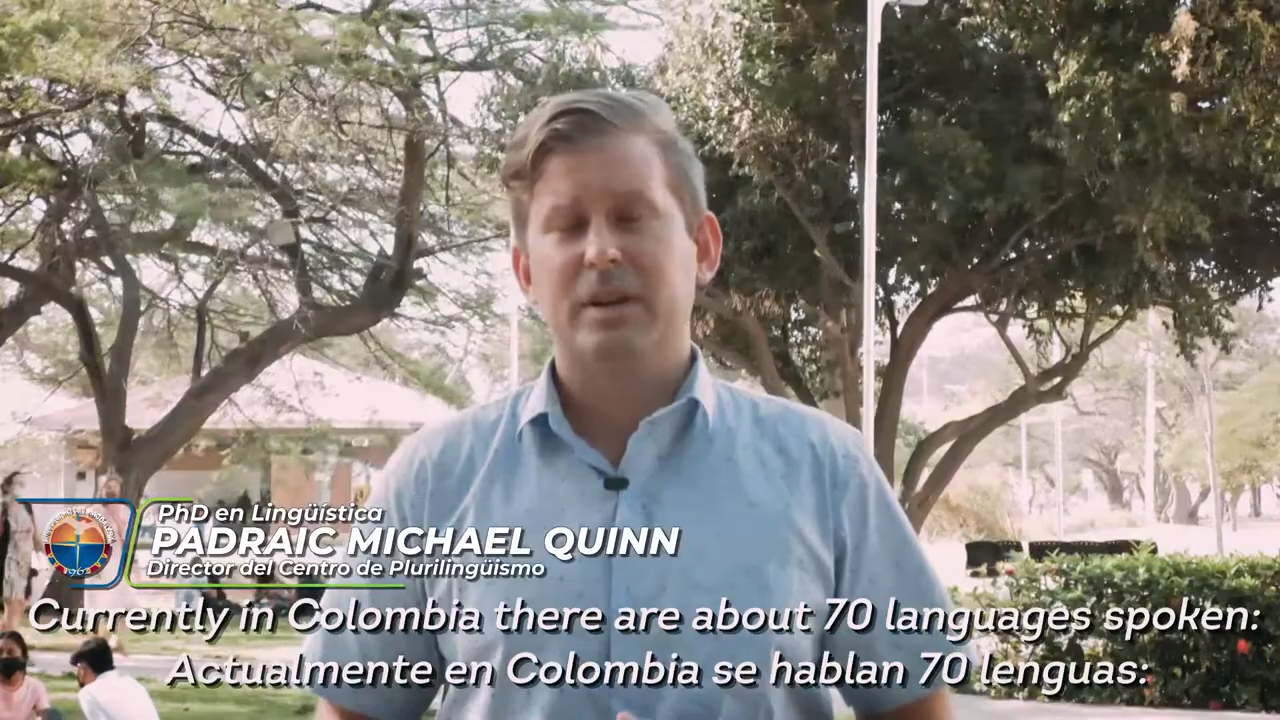 PhD en Lingüística
PADRAIC MICHAEL QUINN
Director del Centro de Plurilingüismo
1962
Currently in Colombia there are about 70 languages spoken:
Actualmente en Colombia se hablan 70 lenguas: